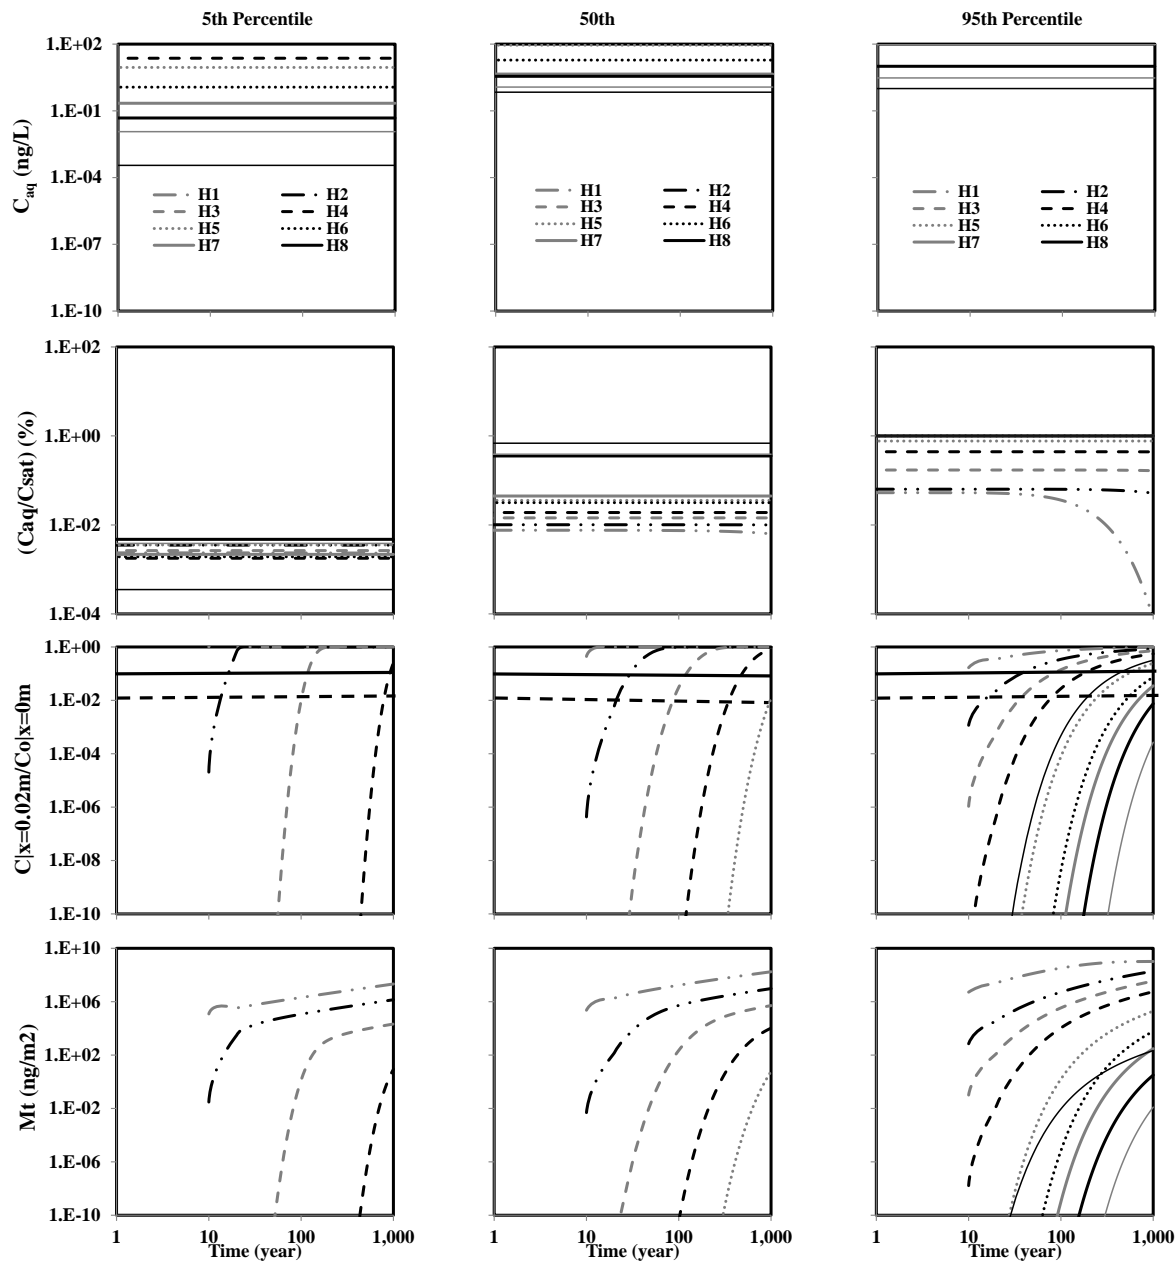 5th Percentile
50th
95th Percentile
C_aq (ng/L)
1.E+02
1.E-01
1.E-04
1.E-07
1.E-10
H1
H2
H3
H4
H5
H6
H7
H8
H1
H2
H3
H4
H5
H6
H7
H8
H1
H2
H3
H4
H5
H6
H7
H8
(Caq/Csat) (%)
1.E+02
1.E+00
1.E-02
1.E-04
C|x=0.02m/Co|x=0m
1.E+00
1.E-02
1.E-04
1.E-06
1.E-08
1.E-10
Mt (ng/m2)
1.E+10
1.E+06
1.E+02
1.E-02
1.E-06
1.E-10
1 10 100 1,000
1 10 100 1,000
1 10 100 1,000
Time (year)
Time (year)
Time (year)